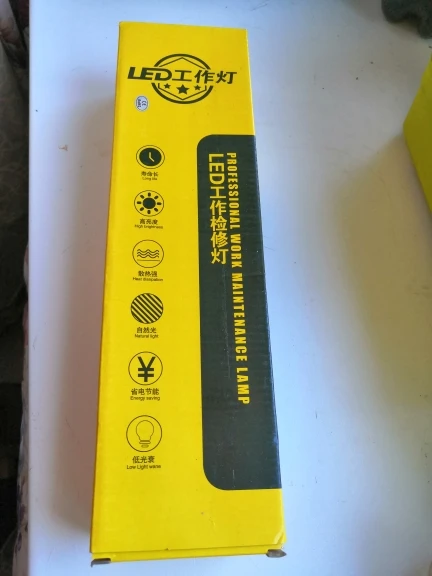 LED工作灯
寿命长
Long life
高亮度
High brightness
散热强
Heat dissipation
自然光
Natural light
¥
省电节能
Energy saving
低光衰
Low Light wane
PROFESSIONAL WORK MAINTENANCE LAMP
LED工作检修灯